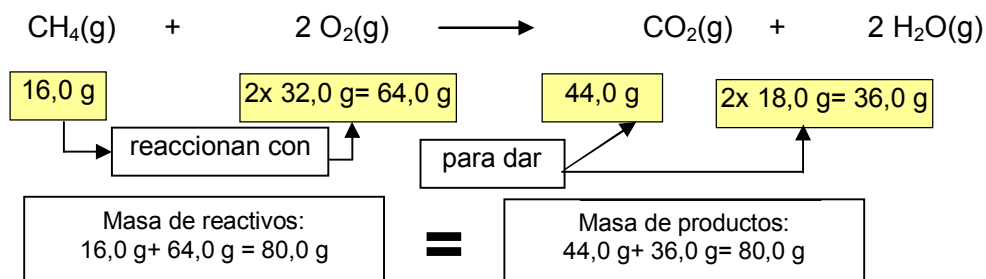 CH₄(g) + 2 O₂(g) ⟶ CO₂(g) + 2 H₂O(g)
16,0 g 2x 32,0 g= 64,0 g 44,0 g 2x 18,0 g= 36,0 g
reaccionan con para dar
Masa de reactivos:
16,0 g+ 64,0 g = 80,0 g
=
Masa de productos:
44,0 g+ 36,0 g= 80,0 g